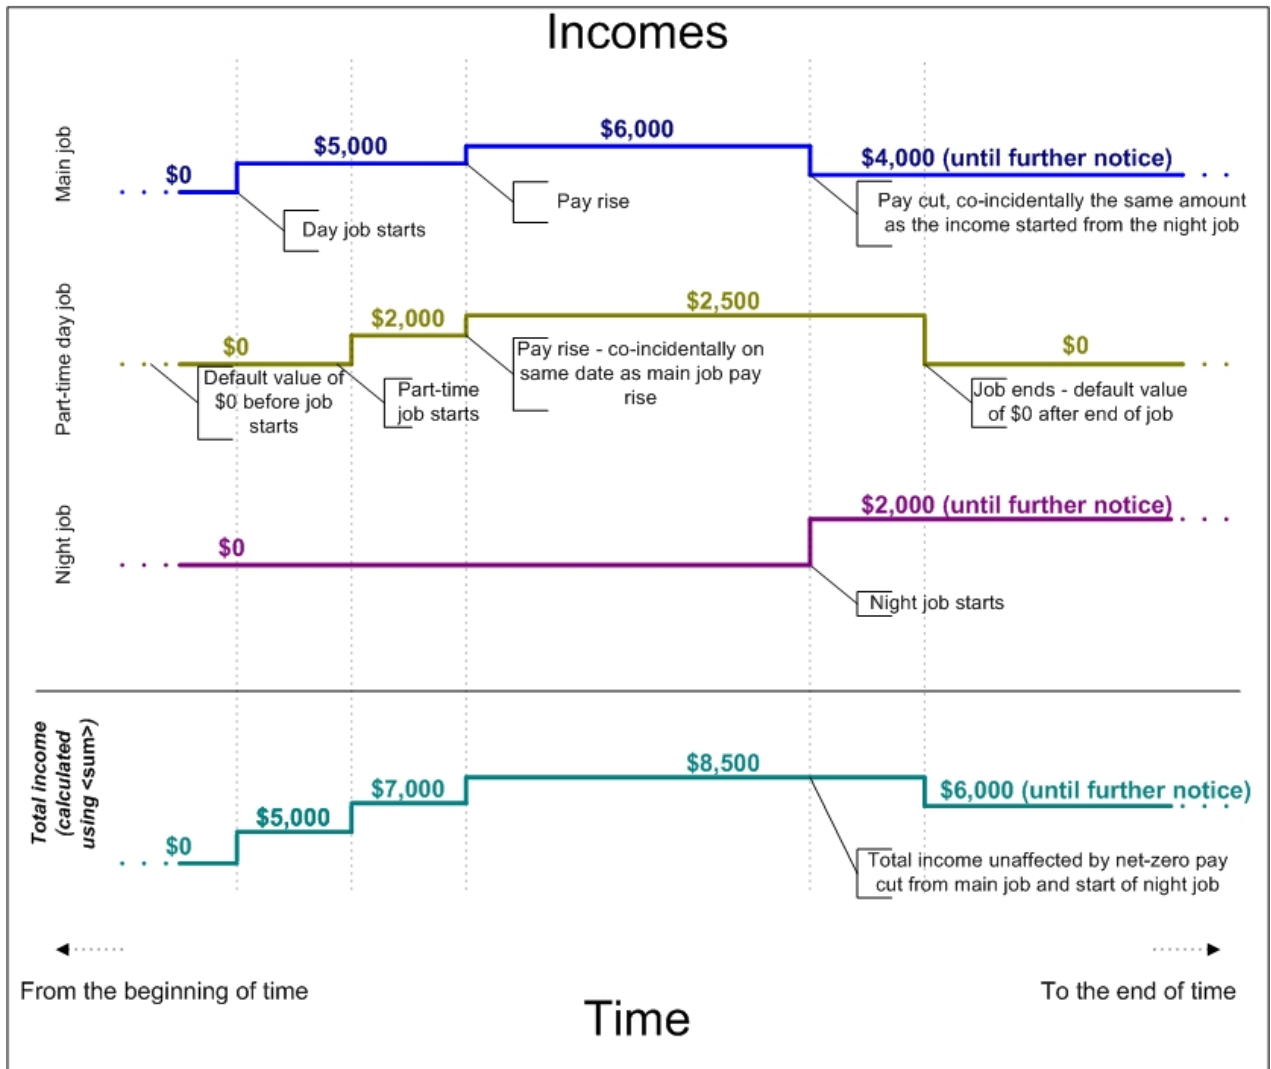 Incomes
Main job
$0
$5,000
$6,000
$4,000 (until further notice)
Day job starts
Pay rise
Pay cut, co-incidentally the same amount
as the income started from the night job
Part-time day job
$0
$2,000
$2,500
$0
Default value of
$0 before job
starts
Part-time
job starts
Pay rise - co-incidentally on
same date as main job pay
rise
Job ends - default value
of $0 after end of job
Night job
$0
$2,000 (until further notice)
Night job starts
Total income
(calculated
using <sum>)
$0
$5,000
$7,000
$8,500
$6,000 (until further notice)
Total income unaffected by net-zero pay
cut from main job and start of night job
From the beginning of time
To the end of time
Time